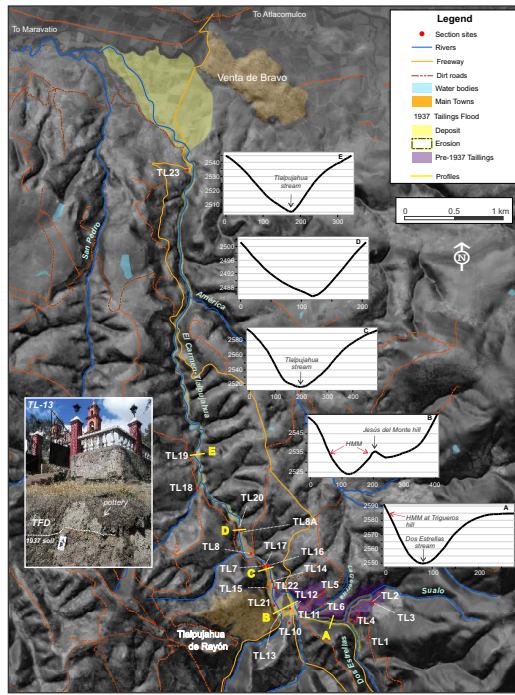 To Atlacomulco
To Maravatio
Venta de Bravo
Legend
Section sites
Rivers
Freeway
Dirt roads
Water bodies
Main Towns
1937 Tailings Flood
Deposit
Erosion
Pre-1937 Taillings
Profiles
0 0.5 1 km
N
TL23
San Pedro
América
El Carmen-Tlalpujahua
E
2540
2530
2520
2510
Tlalpujahua
stream
0 100 200 300
D
2500
2496
2492
2488
0 100 200
C
2580
2560
2540
2520
Tlalpujahua
stream
0 100 200 400
B
2545
2535
2525
Jesús del Monte hill
HMM
0 100 200 400
A
2590
2580
2570
2550
HMM at Trigueros
hill
Dos Estrellas
stream
0 50 100 150 200
TL-13
pottery
TFD
1937 soil
TL19
E
TL18
TL20
D
TL8A
TL8
TL17
TL16
TL7
C
TL14
TL15
TL22
TL12
TL5
TL21
B
TL11
TL6
TL10
A
TL2
TL3
TL4
TL1
TL13
Sualo
Dos Estrellas
Tlalpujahua
de Rayón